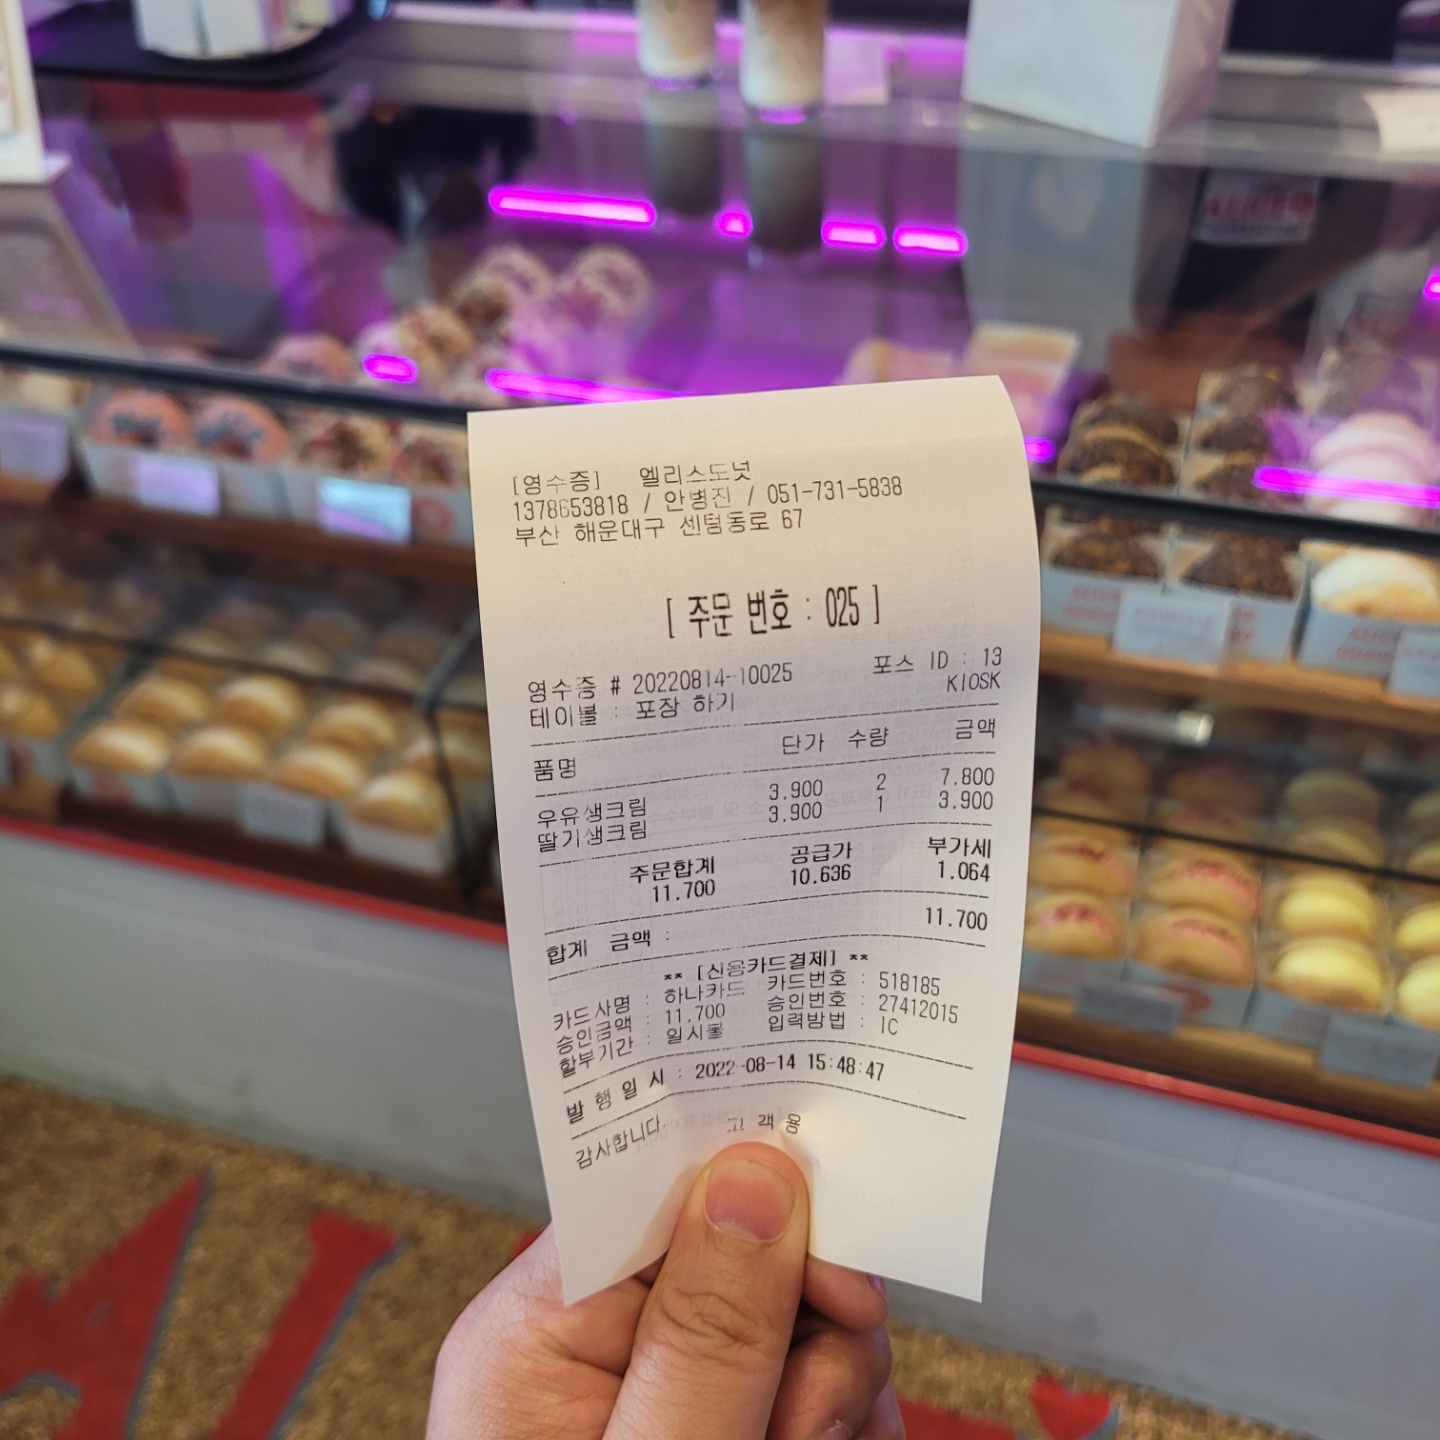 [영수증] 엘리스도넛
1378653818 / 안병진 / 051-731-5838
부산 해운대구 센텀동로 67
[ 주문 번호 : 025 ]
영수증 # 20220814-10025 포스 ID : 13
테이블 : 포장 하기 KIOSK
품명 단가 수량 금액
우유생크림 3.900 2 7.800
딸기생크림 3.900 1 3.900
주문합계 공급가 부가세
11.700 10.636 1.064
합계 금액 : 11.700
** [신용카드결제] **
카드사명 : 하나카드 카드번호 : 518185
승인금액 : 11.700 승인번호 : 27412015
할부기간 : 일시불 입력방법 : IC
발 행 일 시 : 2022-08-14 15:48:47
감사합니다. 고 객 용